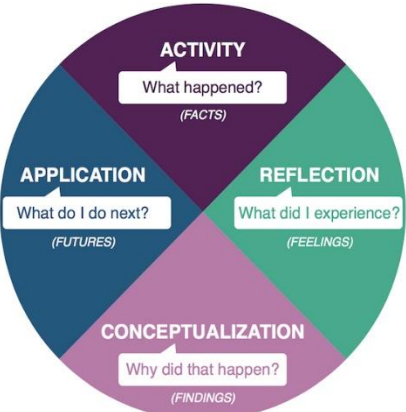 ACTIVITY
What happened?
(FACTS)
APPLICATION
What do I do next?
(FUTURES)
REFLECTION
What did I experience?
(FEELINGS)
CONCEPTUALIZATION
Why did that happen?
(FINDINGS)